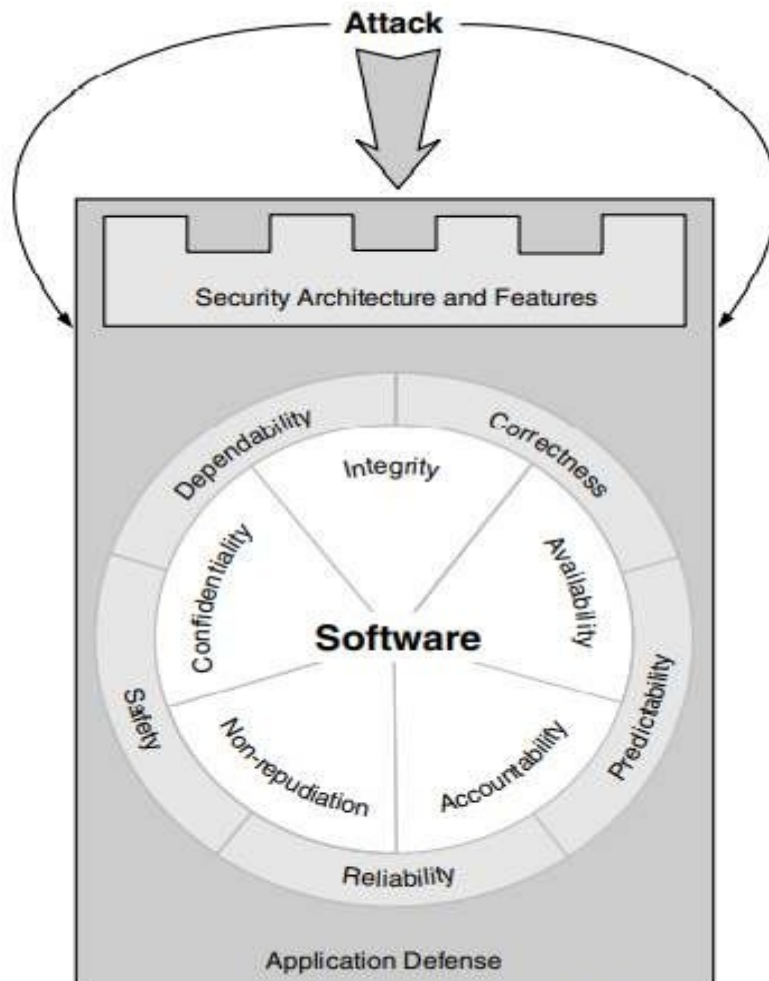 Attack
Security Architecture and Features
Dependability
Correctness
Integrity
Confidentiality
Availability
Software
Safety
Predictability
Non-repudiation
Accountability
Reliability
Application Defense